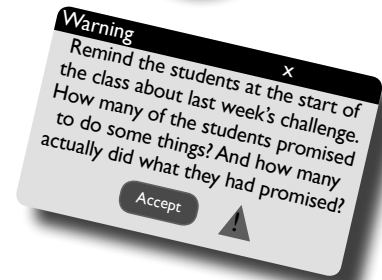 Warning
x
Remind the students at the start of
the class about last week's challenge.
How many of the students promised
to do some things? And how many
actually did what they had promised?
Accept
!